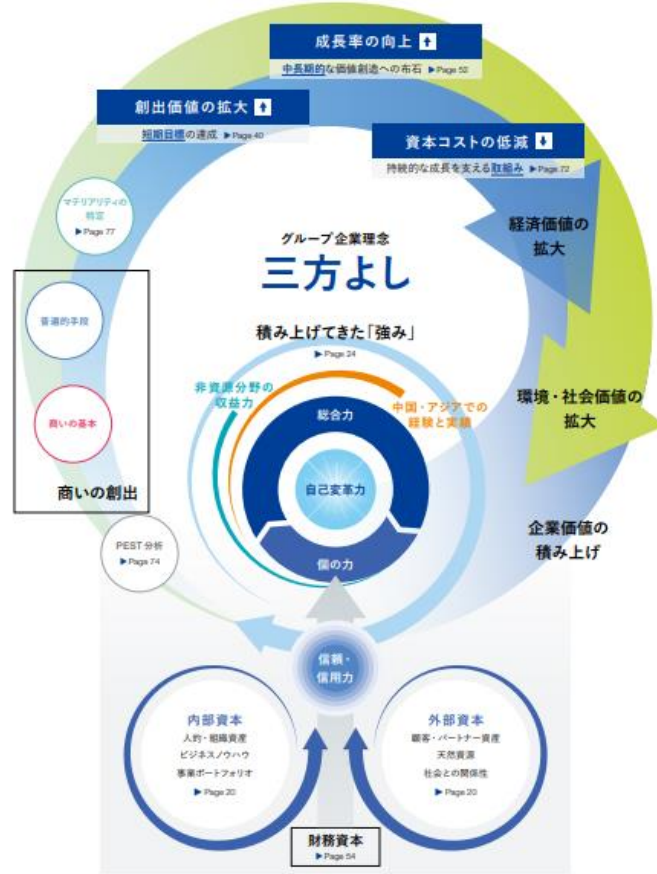 成長率の向上
中長期的な価値創造への布石 ▶Page 52
創出価値の拡大
短期目標の達成 ▶Page 40
資本コストの低減
持続的な成長を支える取組み ▶Page 72
マテリアリティの
特定
▶Page 77
経済価値の
拡大
グループ企業理念
三方よし
普遍的手段
積み上げてきた「強み」
▶Page 24
非資源分野の
収益力
中国・アジアでの
経験と実績
総合力
環境・社会価値の
拡大
商いの基本
自己変革力
商いの創出
企業価値の
積み上げ
PEST分析
▶Page 74
個の力
信頼・
信用力
内部資本
人的・組織資産
ビジネスノウハウ
事業ポートフォリオ
▶Page 20
外部資本
顧客・パートナー資産
天然資源
社会との関係性
▶Page 20
財務資本
▶Page 54